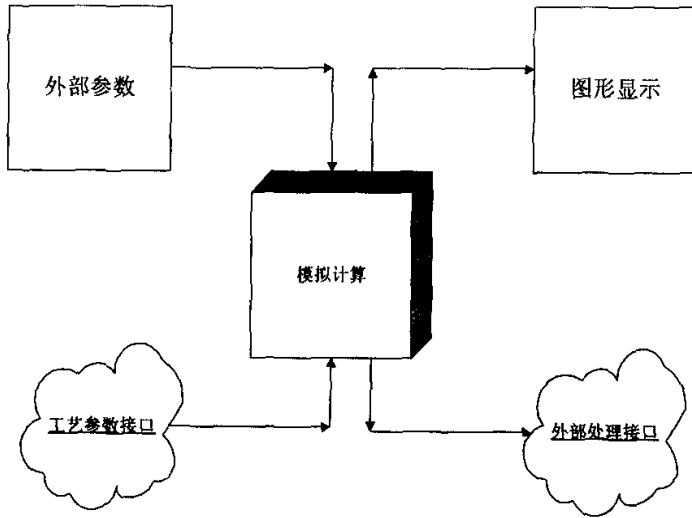 外部参数
图形显示
模拟计算
工艺参数接口
外部处理接口